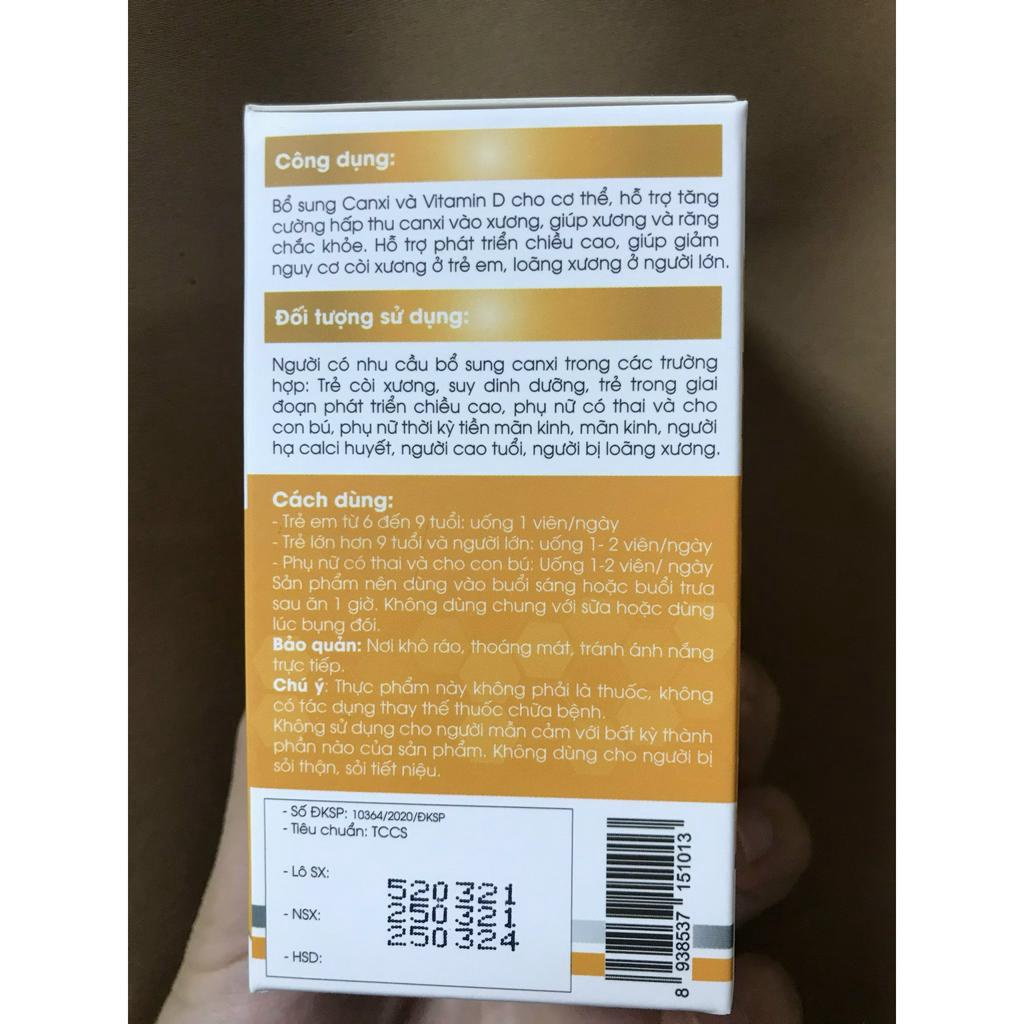 Công dụng:
Bổ sung Canxi và Vitamin D cho cơ thể, hỗ trợ tăng
cường hấp thu canxi vào xương, giúp xương và răng
chắc khỏe. Hỗ trợ phát triển chiều cao, giúp giảm
nguy cơ còi xương ở trẻ em, loãng xương ở người lớn.
Đối tượng sử dụng:
Người có nhu cầu bổ sung canxi trong các trường
hợp: Trẻ còi xương, suy dinh dưỡng, trẻ trong giai
đoạn phát triển chiều cao, phụ nữ có thai và cho
con bú, phụ nữ thời kỳ tiền mãn kinh, mãn kinh, người
hạ calci huyết, người cao tuổi, người bị loãng xương.
Cách dùng:
- Trẻ em từ 6 đến 9 tuổi: uống 1 viên/ngày
- Trẻ lớn hơn 9 tuổi và người lớn: uống 1- 2 viên/ngày
- Phụ nữ có thai và cho con bú: Uống 1-2 viên/ ngày
Sản phẩm nên dùng vào buổi sáng hoặc buổi trưa
sau ăn 1 giờ. Không dùng chung với sữa hoặc dùng
lúc bụng đói.
Bảo quản: Nơi khô ráo, thoáng mát, tránh ánh nắng
trực tiếp.
Chú ý: Thực phẩm này không phải là thuốc, không
có tác dụng thay thế thuốc chữa bệnh.
Không sử dụng cho người mẫn cảm với bất kỳ thành
phần nào của sản phẩm. Không dùng cho người bị
sỏi thận, sỏi tiết niệu.
- Số ĐKSP: 10364/2020/ĐKSP
- Tiêu chuẩn: TCCS
- Lô SX:
520321
- NSX:
250321
250324
- HSD:
8 938537 151013